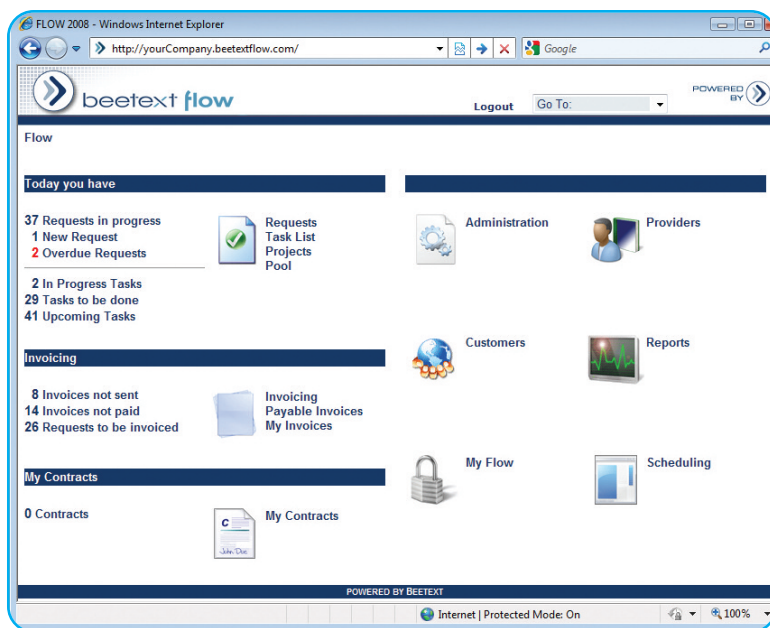 FLOW 2008 - Windows Internet Explorer
http://yourCompany.beetextflow.com/
Google
beetext flow
Logout
Go To:
POWERED
BY
Flow
Today you have
37 Requests in progress
1 New Request
2 Overdue Requests
2 In Progress Tasks
29 Tasks to be done
41 Upcoming Tasks
Requests
Task List
Projects
Pool
Invoicing
8 Invoices not sent
14 Invoices not paid
26 Requests to be invoiced
Invoicing
Payable Invoices
My Invoices
My Contracts
0 Contracts
C
John Doe
My Contracts
Administration
Providers
Customers
Reports
My Flow
Scheduling
POWERED BY BEETEXT
Internet | Protected Mode: On
100%